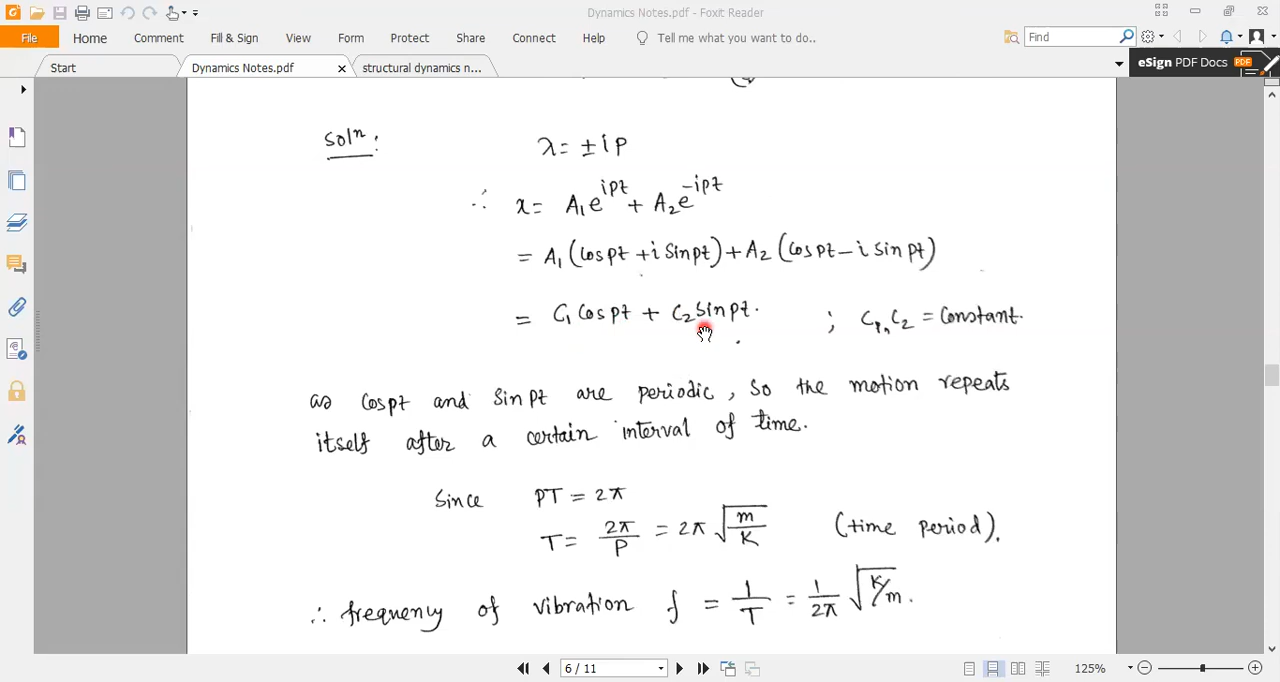 Dynamics Notes.pdf - Foxit Reader
File Home Comment Fill & Sign View Form Protect Share Connect Help Tell me what you want to do.. Find
Start Dynamics Notes.pdf x structural dynamics n... eSign PDF Docs PDF
Solⁿ: λ = ± i p
∴ x = A₁e^{ipt} + A₂e^{-ipt}
= A₁ (cos pt + i sin pt) + A₂ (cos pt - i sin pt)
= C₁ cos pt + C₂ sin pt. ; C₁, C₂ = Constant.
as cospt and sin pt are periodic, so the motion repeats
itself after a certain interval of time.
Since PT = 2π
T = 2π/P = 2π √(m/K) (time period).
∴ frequency of vibration f = 1/T = 1/2π √(K/m).
6 / 11 125%